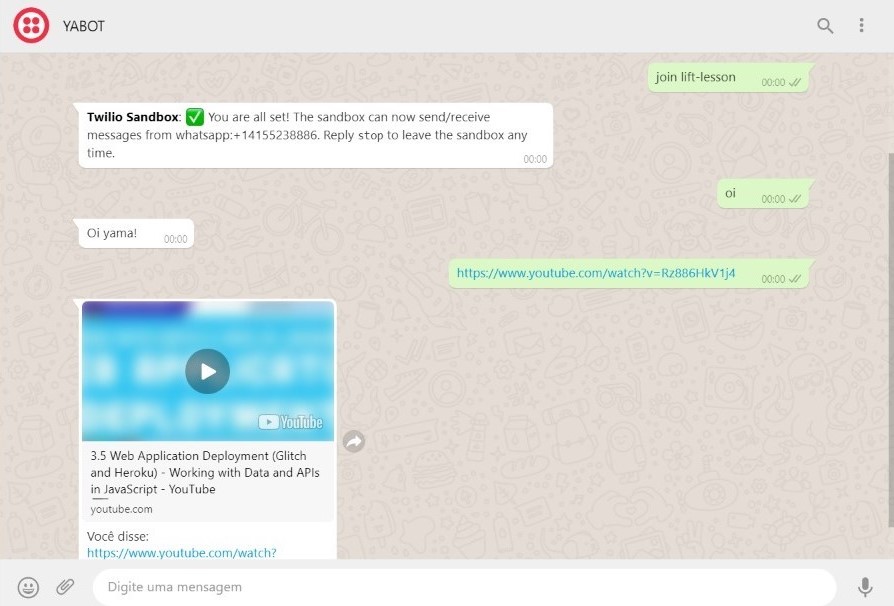 YABOT
join lift-lesson
00:00
Twilio Sandbox: ✅ You are all set! The sandbox can now send/receive
messages from whatsapp:+14155238886. Reply stop to leave the sandbox any
time.
00:00
oi
00:00
Oi yama!
00:00
https://www.youtube.com/watch?v=Rz886HkV1j4
00:00
WEB APPLICATION
DEPLOYMENT
YouTube
3.5 Web Application Deployment (Glitch
and Heroku) - Working with Data and APIs
in JavaScript - YouTube
youtube.com
Você disse:
https://www.youtube.com/watch?
Digite uma mensagem